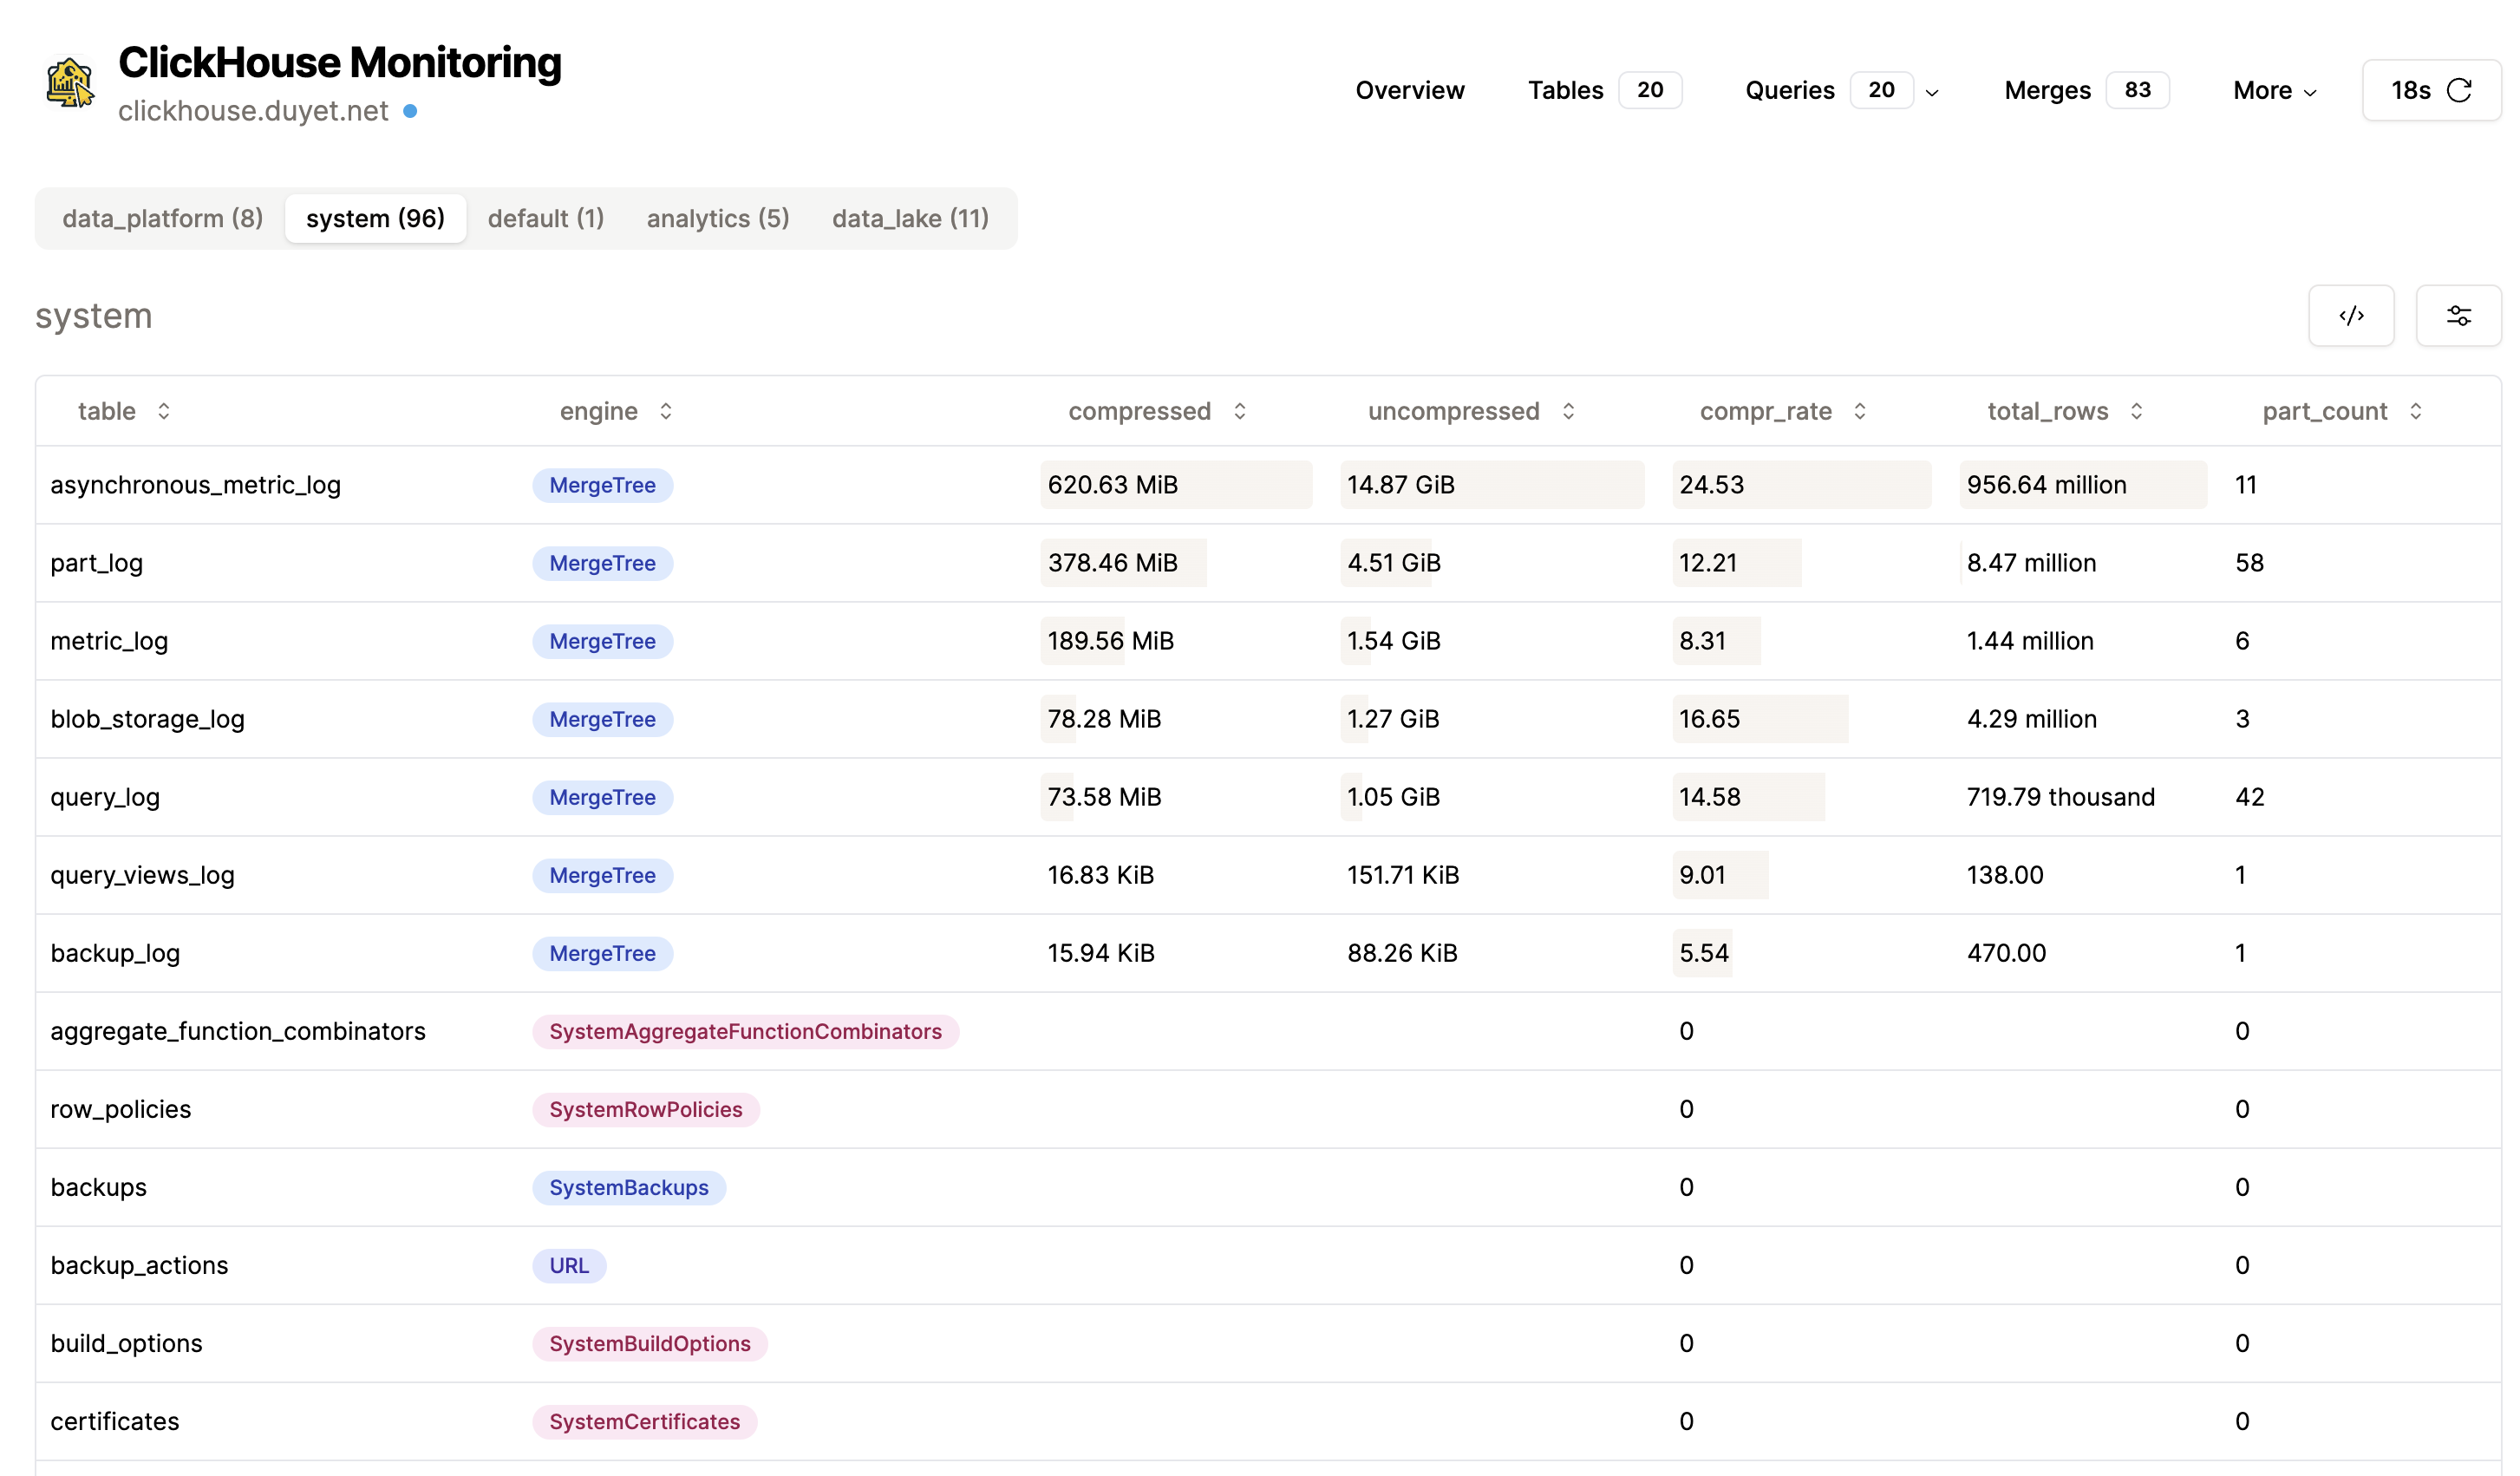 ClickHouse Monitoring
clickhouse.duyet.net
Overview Tables 20 Queries 20 Merges 83 More 18s
data_platform (8) system (96) default (1) analytics (5) data_lake (11)
system
</>
table engine compressed uncompressed compr_rate total_rows part_count
asynchronous_metric_log MergeTree 620.63 MiB 14.87 GiB 24.53 956.64 million 11
part_log MergeTree 378.46 MiB 4.51 GiB 12.21 8.47 million 58
metric_log MergeTree 189.56 MiB 1.54 GiB 8.31 1.44 million 6
blob_storage_log MergeTree 78.28 MiB 1.27 GiB 16.65 4.29 million 3
query_log MergeTree 73.58 MiB 1.05 GiB 14.58 719.79 thousand 42
query_views_log MergeTree 16.83 KiB 151.71 KiB 9.01 138.00 1
backup_log MergeTree 15.94 KiB 88.26 KiB 5.54 470.00 1
aggregate_function_combinators SystemAggregateFunctionCombinators 0 0
row_policies SystemRowPolicies 0 0
backups SystemBackups 0 0
backup_actions URL 0 0
build_options SystemBuildOptions 0 0
certificates SystemCertificates 0 0